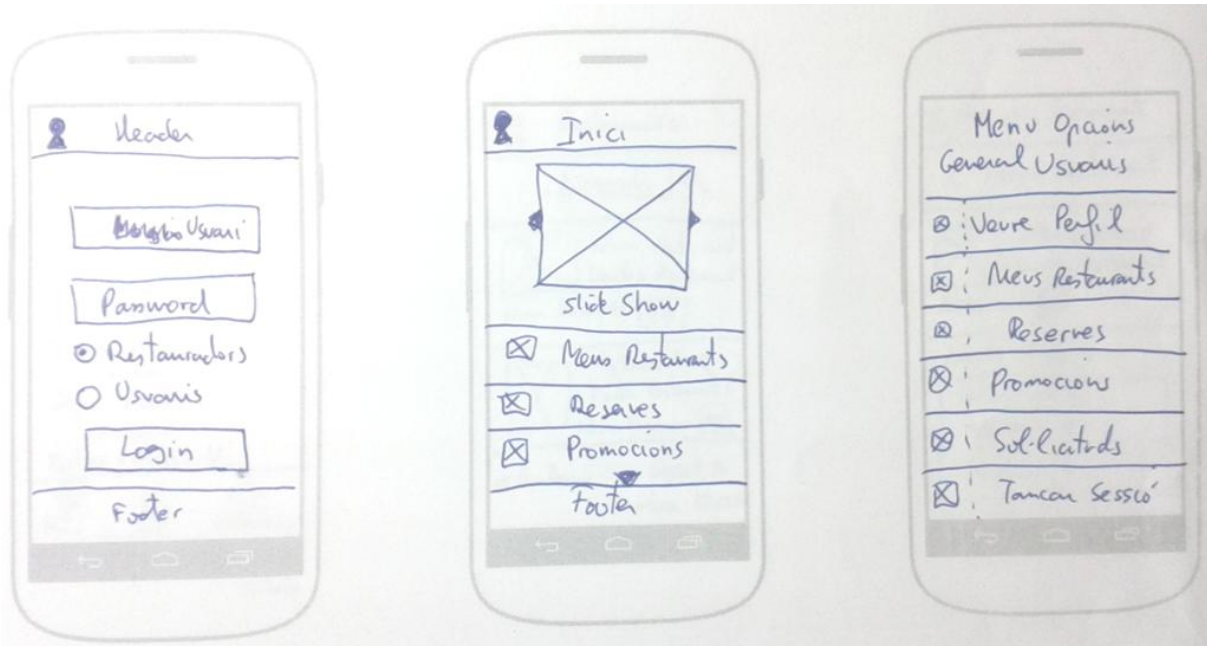 Header
Usuari
Password
Restauradors
Usuaris
Login
Footer
Inici
Slide Show
Meus Restaurants
Reserves
Promocions
Footer
Menu Opcions
General Usuaris
Veure Perfil
Meus Restaurants
Reserves
Promocions
Sol·licituds
Tancar Sessió